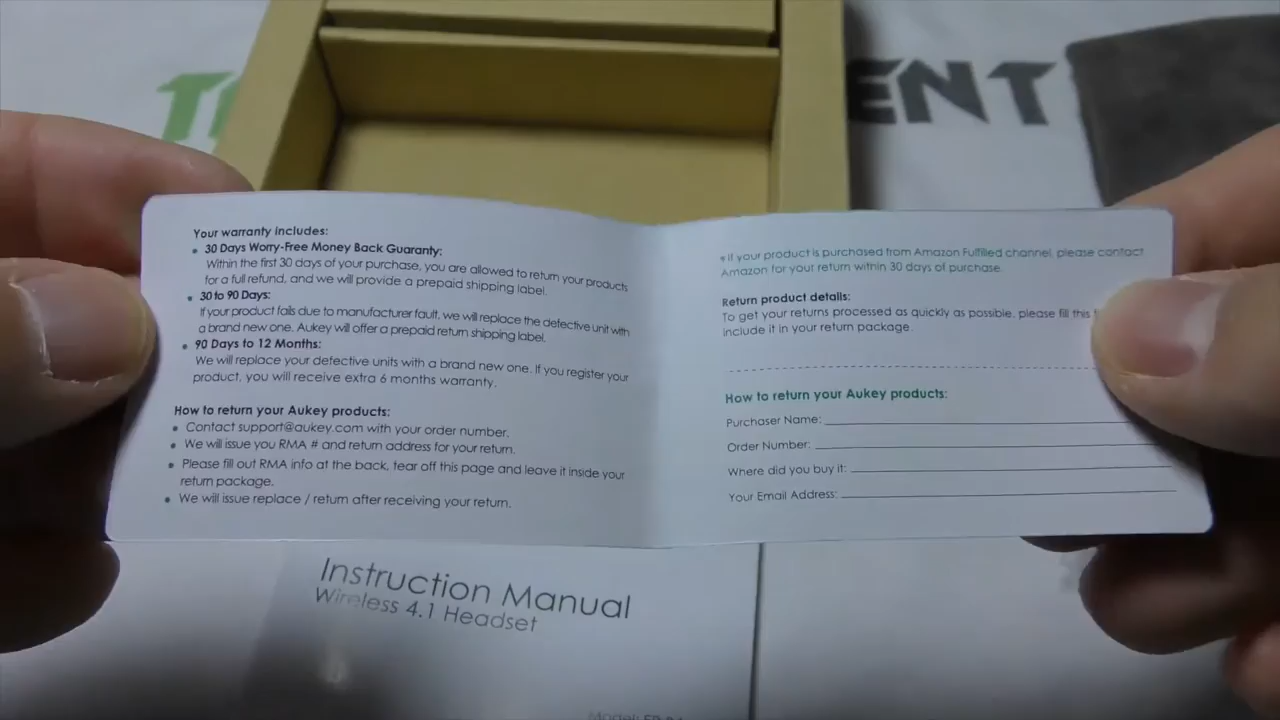 ENT
Your warranty includes:
• 30 Days Worry-Free Money Back Guaranty:
Within the first 30 days of your purchase, you are allowed to return your products
for a full refund, and we will provide a prepaid shipping label.
• 30 to 90 Days:
If your product fails due to manufacturer fault, we will replace the defective unit with
a brand new one. Aukey will offer a prepaid return shipping label.
• 90 Days to 12 Months:
We will replace your defective units with a brand new one. If you register your
product, you will receive extra 6 months warranty.
How to return your Aukey products:
• Contact support@aukey.com with your order number.
• We will issue you RMA # and return address for your return.
• Please fill out RMA info at the back, tear off this page and leave it inside your
return package.
• We will issue replace / return after receiving your return.
• If your product is purchased from Amazon Fulfilled channel, please contact
Amazon for your return within 30 days of purchase.
Return product details:
To get your returns processed as quickly as possible, please fill this
include it in your return package.
How to return your Aukey products:
Purchaser Name:
Order Number:
Where did you buy it:
Your Email Address:
Instruction Manual
Wireless 4.1 Headset